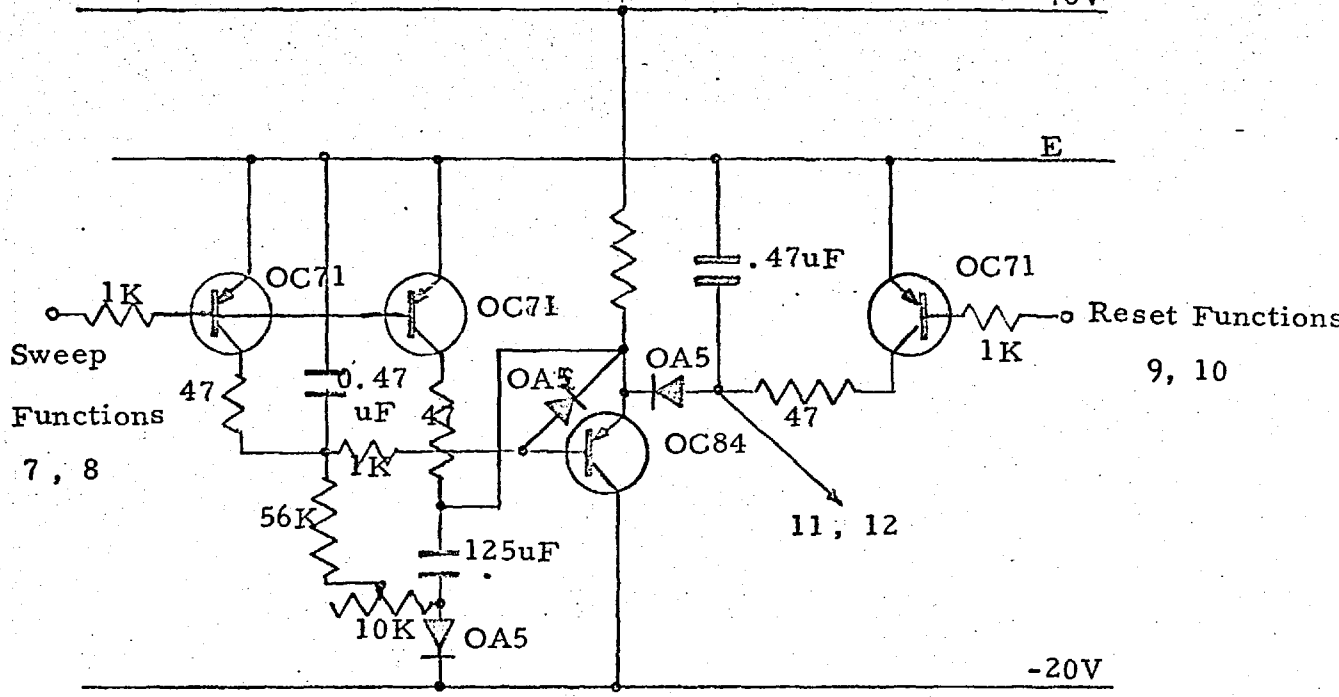 E
OC71
.47uF
OC71
1K
OC71
Reset Functions
1K
9, 10
Sweep
Functions
7, 8
47
0.47
uF
47
OA5
OA5
47
1K
OC84
56K
11, 12
125uF
10K
OA5
-20V